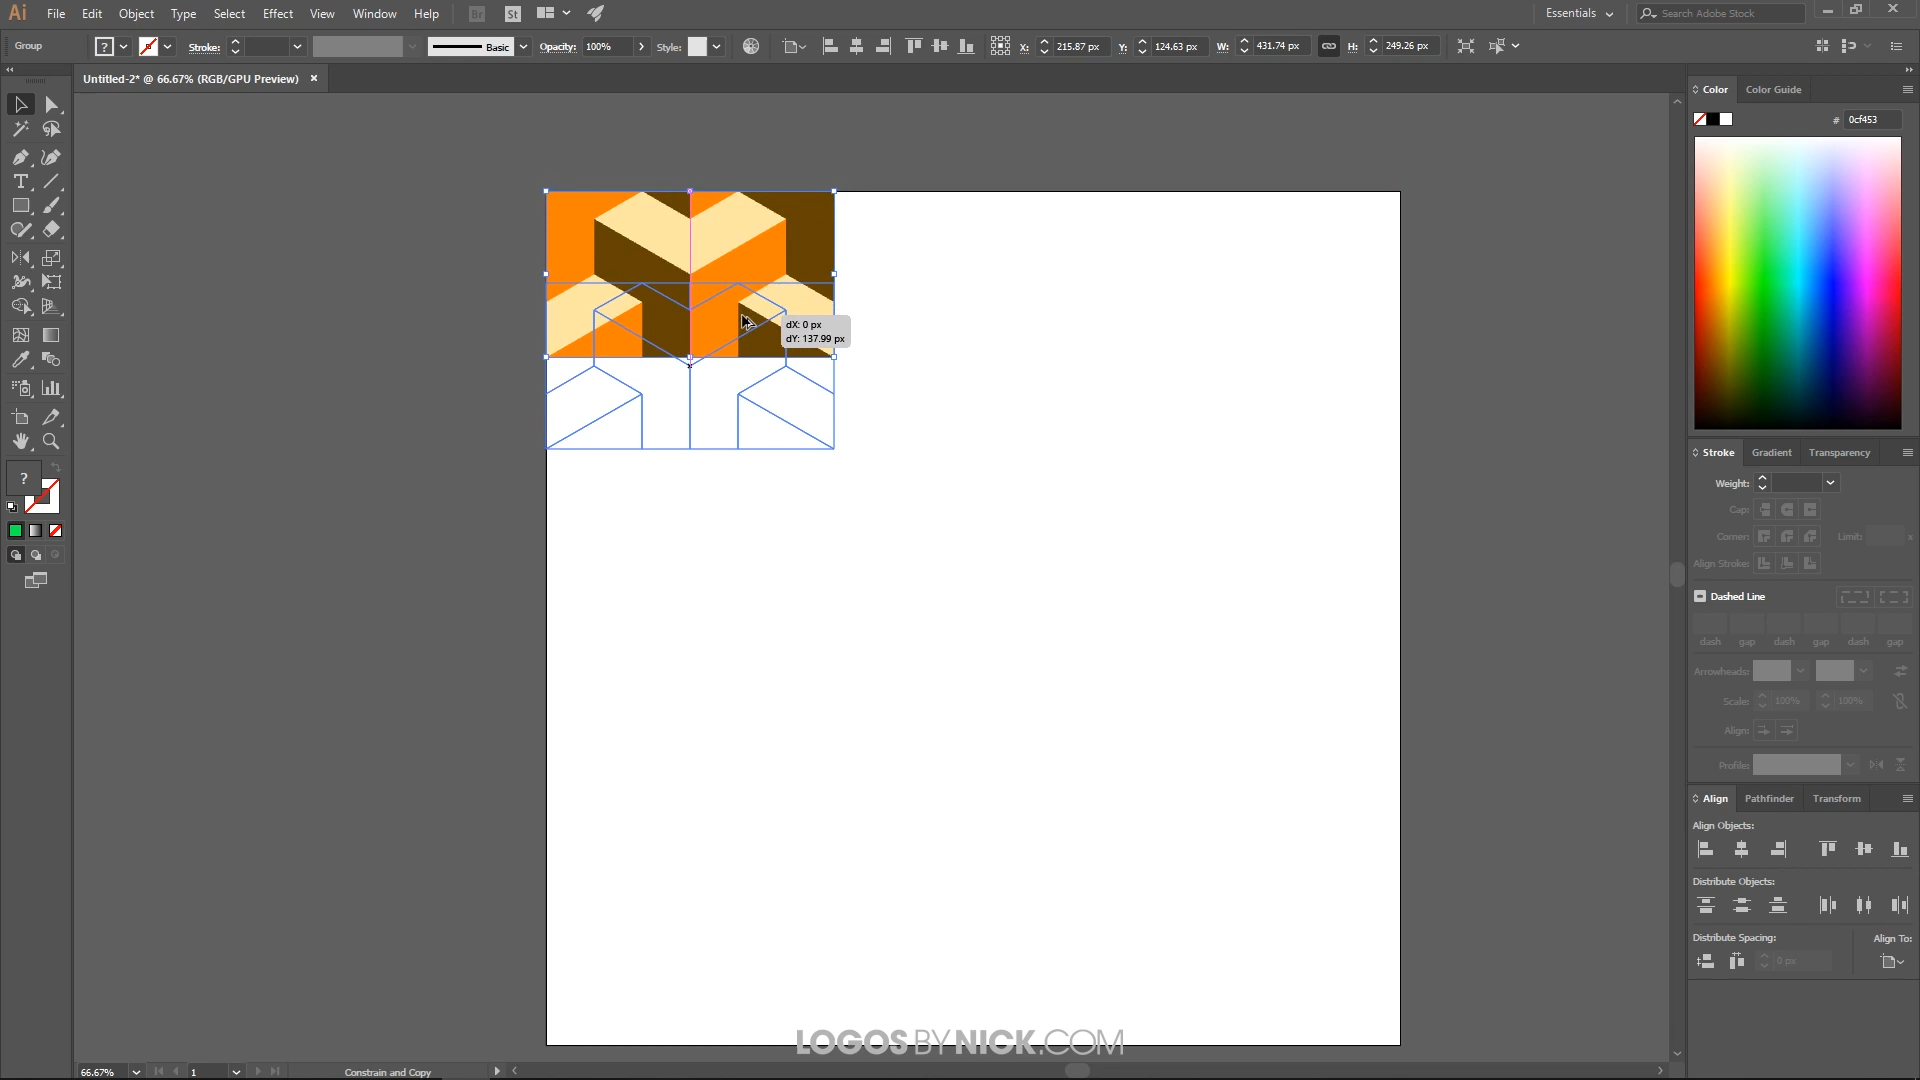 Ai File Edit Object Type Select Effect View Window Help Br St Essentials Search Adobe Stock
Group ? Stroke: Basic Opacity: 100% Style: X: 215.87 px Y: 124.63 px W: 431.74 px H: 249.26 px
Untitled-2* @ 66.67% (RGB/GPU Preview) ×
Color Color Guide
# 0cf453
dX: 0 px
dY: 137.99 px
Stroke Gradient Transparency
Weight:
Cap:
Corner: Limit: x
Align Stroke:
Dashed Line
dash gap dash gap dash gap
Arrowheads:
Scale: 100% 100%
Align:
Profile:
Align Pathfinder Transform
Align Objects:
Distribute Objects:
Distribute Spacing: Align To:
0 px
?
LOGOSBYNICK.COM
66.67% 1 Constrain and Copy